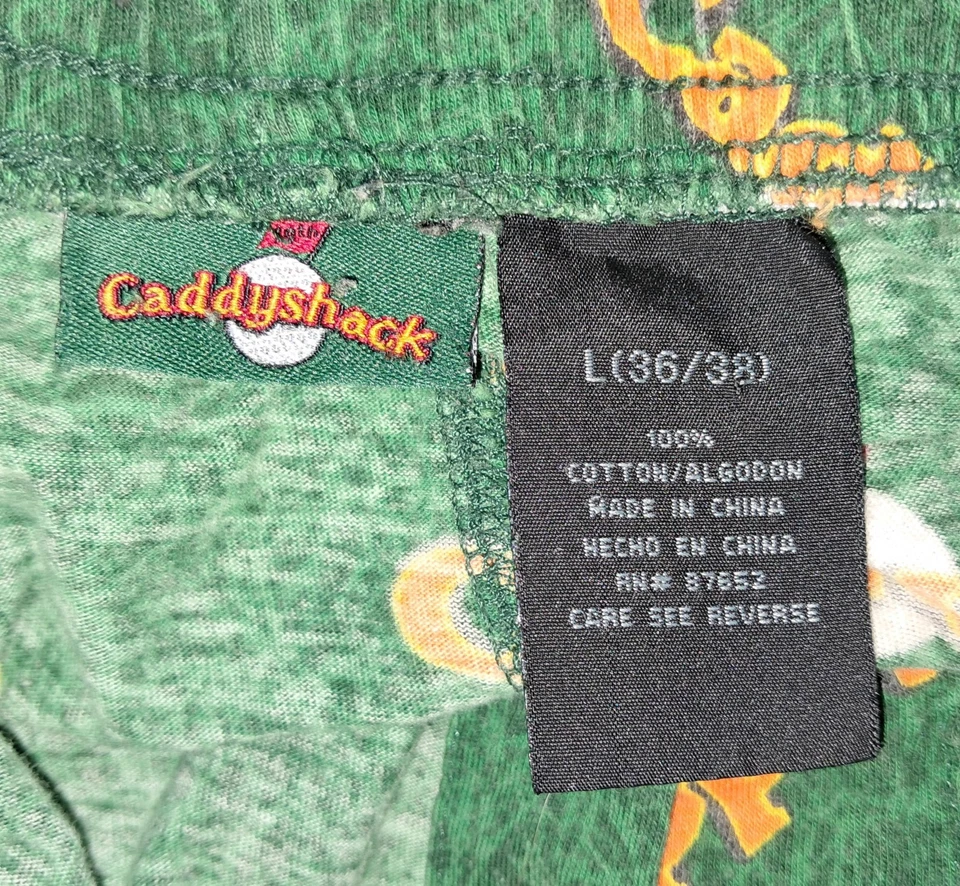 Caddyshack
L(36/38)
100%
COTTON/ALGODON
MADE IN CHINA
HECHO EN CHINA
RN# 87652
CARE SEE REVERSE